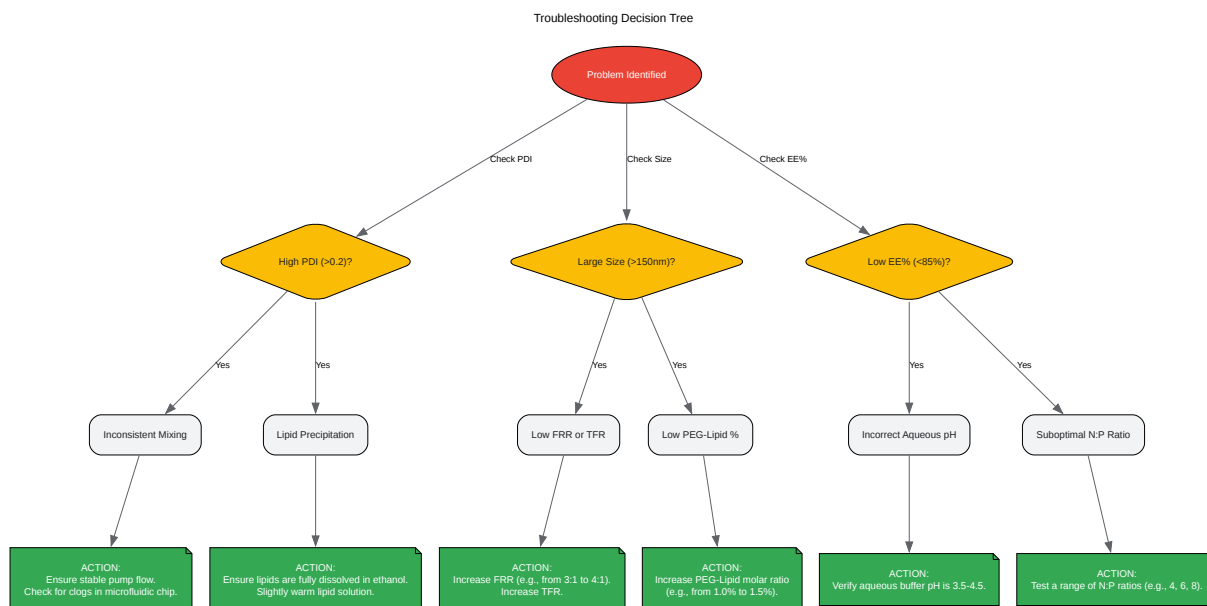 Troubleshooting Decision Tree
Problem Identified
Check PDI
Check Size
Check EE%
High PDI (>0.2)?
Large Size (>150nm)?
Low EE% (<85%)?
Yes
Yes
Yes
Yes
Yes
Yes
Inconsistent Mixing
Lipid Precipitation
Low FRR or TFR
Low PEG-Lipid %
Incorrect Aqueous pH
Suboptimal N:P Ratio
ACTION:
Ensure stable pump flow.
Check for clogs in microfluidic chip.
ACTION:
Ensure lipids are fully dissolved in ethanol.
Slightly warm lipid solution.
ACTION:
Increase FRR (e.g., from 3:1 to 4:1).
Increase TFR.
ACTION:
Increase PEG-Lipid molar ratio
(e.g., from 1.0% to 1.5%).
ACTION:
Verify aqueous buffer pH is 3.5-4.5.
ACTION:
Test a range of N:P ratios (e.g., 4, 6, 8).